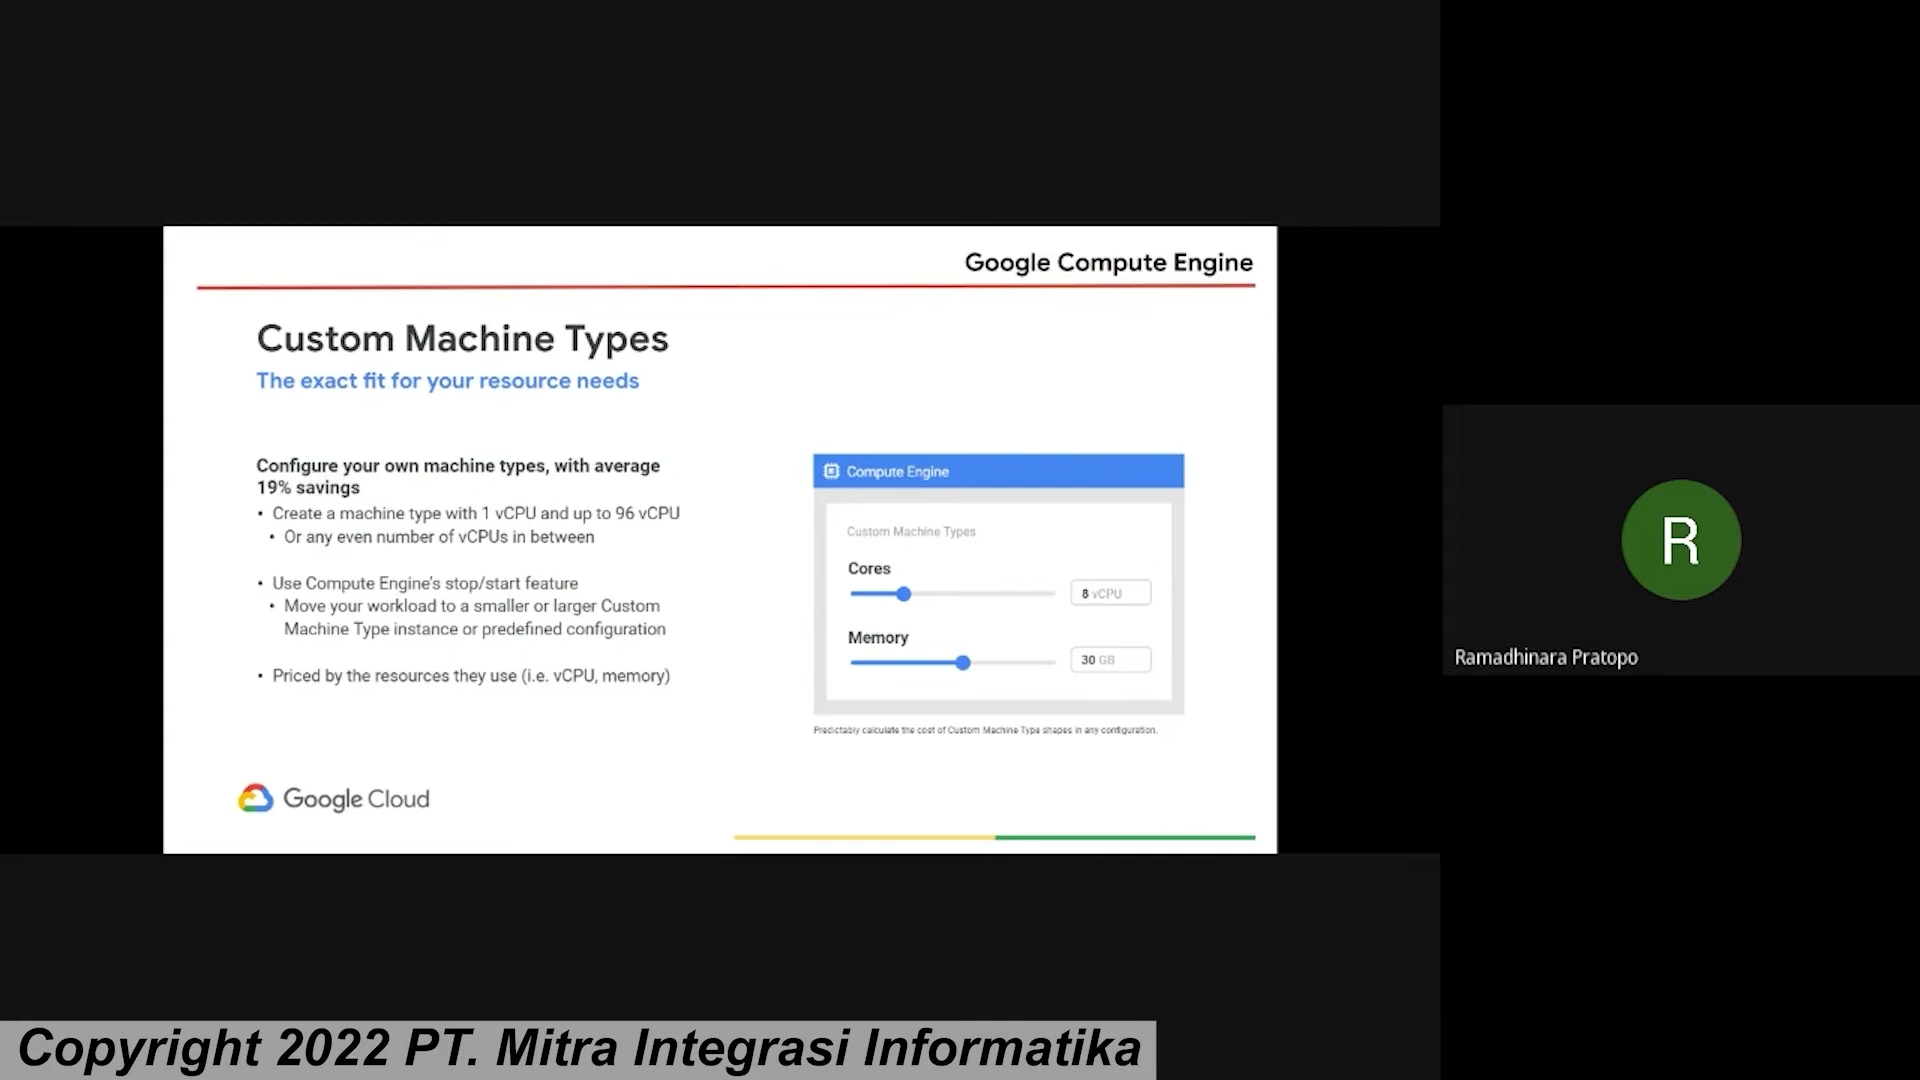 Google Compute Engine
Custom Machine Types
The exact fit for your resource needs
Configure your own machine types, with average
19% savings
• Create a machine type with 1 vCPU and up to 96 vCPU
• Or any even number of vCPUs in between
• Use Compute Engine's stop/start feature
• Move your workload to a smaller or larger Custom
Machine Type instance or predefined configuration
• Priced by the resources they use (i.e. vCPU, memory)
Compute Engine
Custom Machine Types
Cores
8 vCPU
Memory
30 GB
Predictably calculate the cost of Custom Machine Type shapes in any configuration.
Google Cloud
R
Ramadhinara Pratopo
Copyright 2022 PT. Mitra Integrasi Informatika